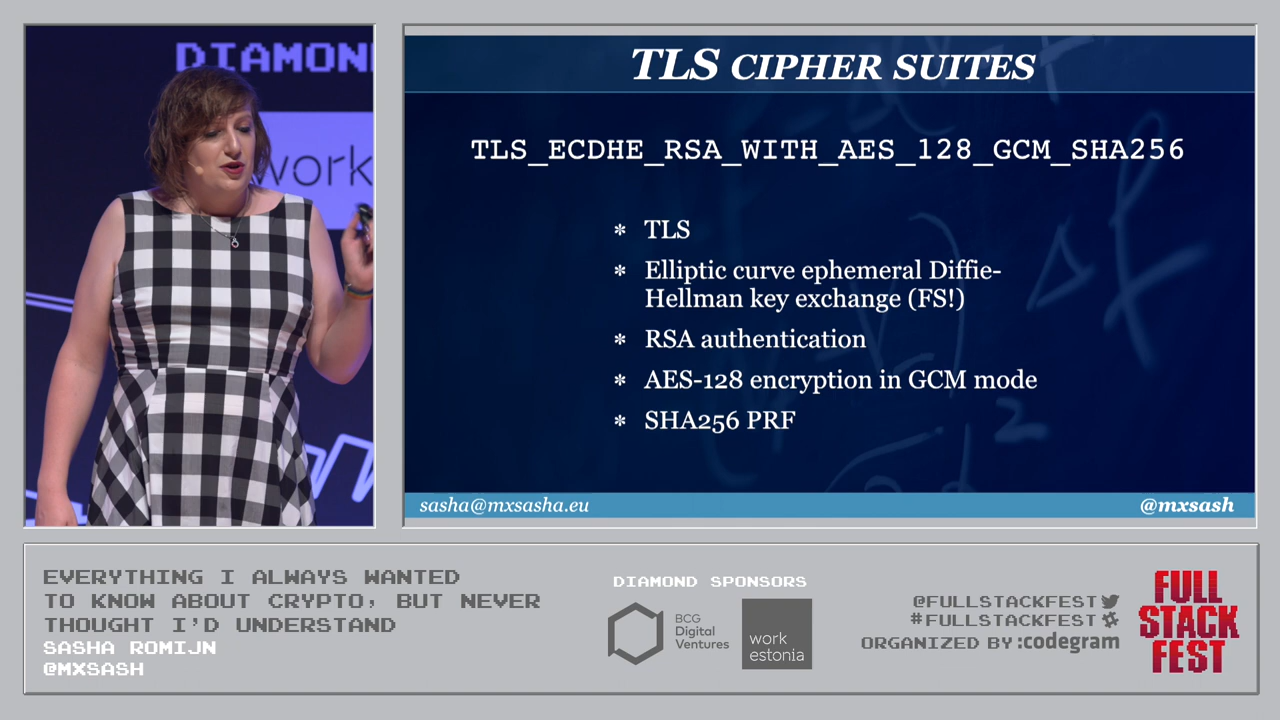 DIAMON
work
TLS CIPHER SUITES
TLS_ECDHE_RSA_WITH_AES_128_GCM_SHA256
* TLS
* Elliptic curve ephemeral Diffie-
Hellman key exchange (FS!)
* RSA authentication
* AES-128 encryption in GCM mode
* SHA256 PRF
sasha@mxsasha.eu
@mxsash
EVERYTHING I ALWAYS WANTED
TO KNOW ABOUT CRYPTO, BUT NEVER
THOUGHT I'D UNDERSTAND
SASHA ROMIJN
@MXSASH
DIAMOND SPONSORS
BCG
Digital
Ventures
work
estonia
@FULLSTACKFEST
#FULLSTACKFEST
ORGANIZED BY :codegram
FULL
STACK
FEST